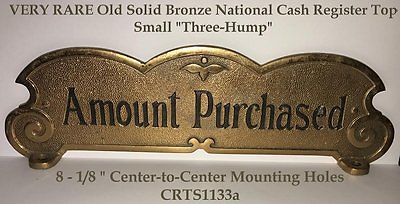 VERY RARE Old Solid Bronze National Cash Register Top
Small "Three-Hump"
Amount Purchased
8 - 1/8 " Center-to-Center Mounting Holes
CRTS1133a